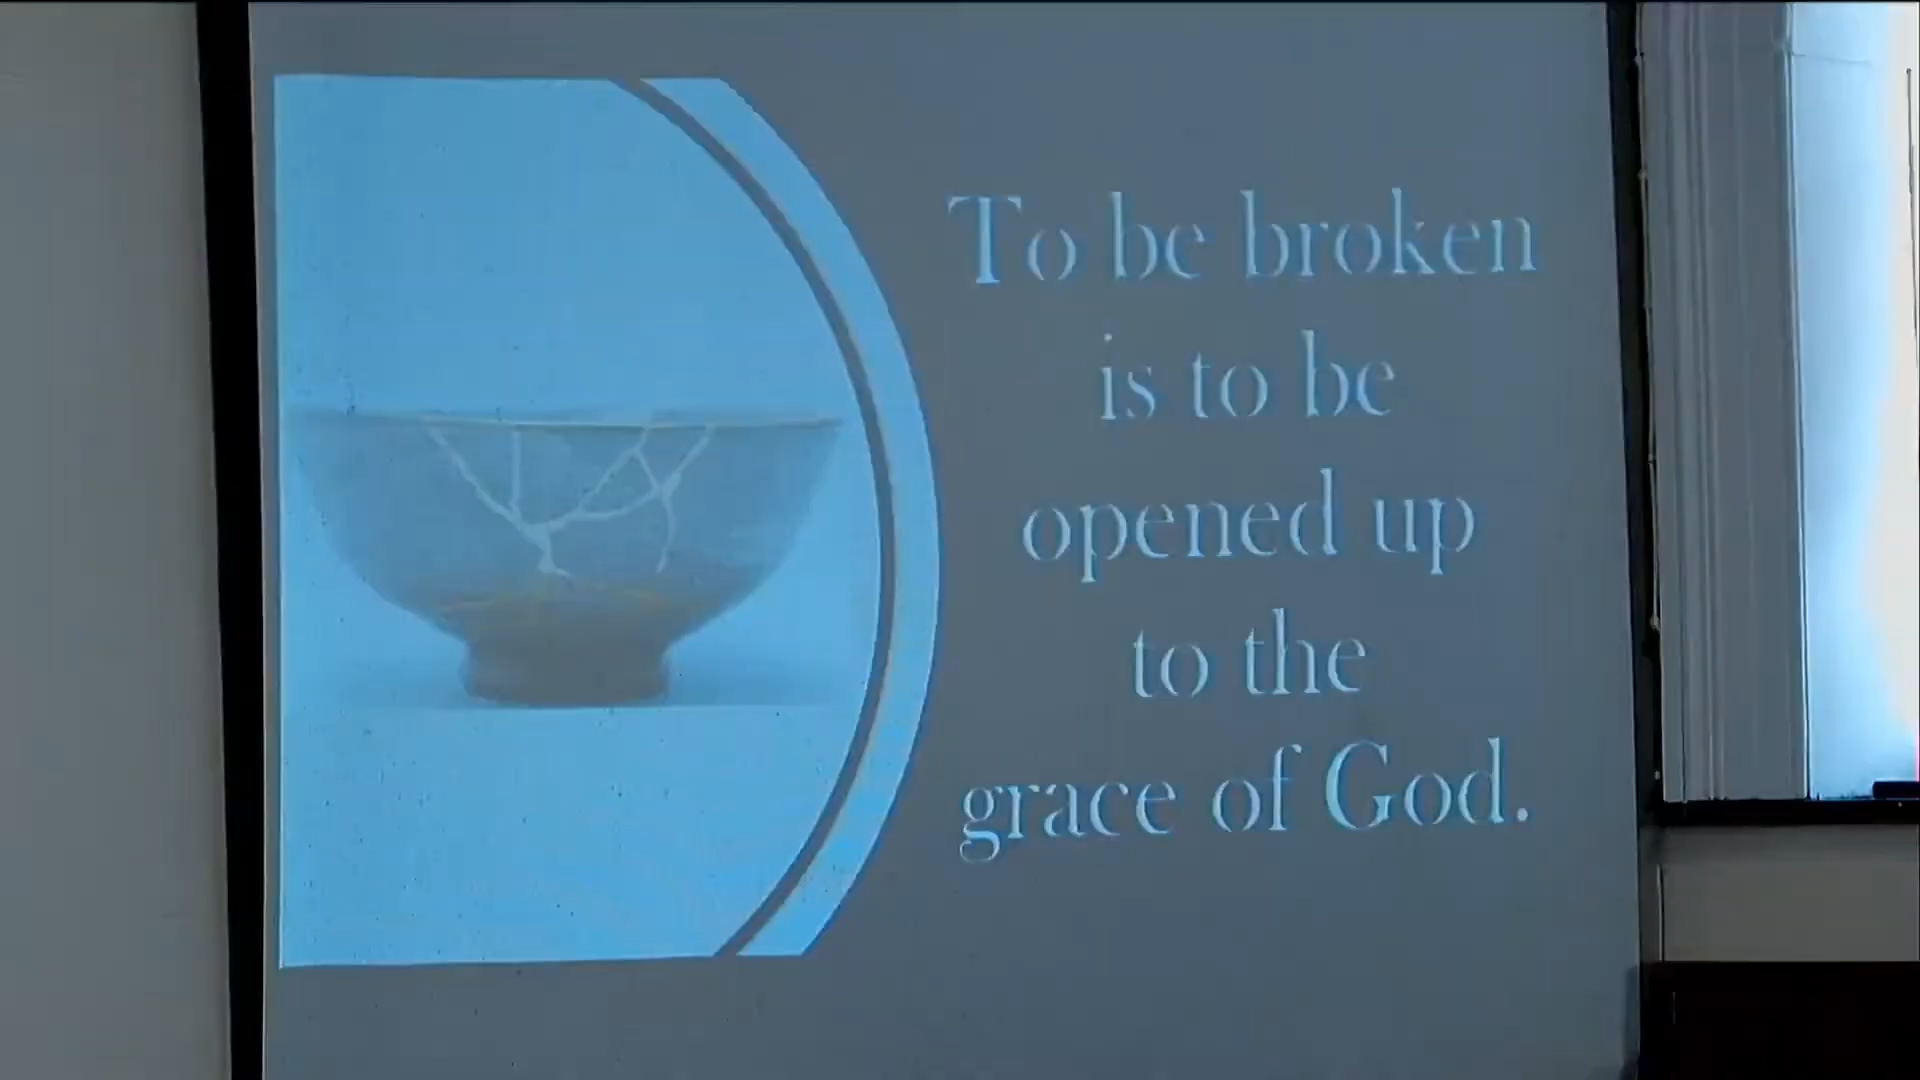 To be broken
is to be
opened up
to the
grace of God.